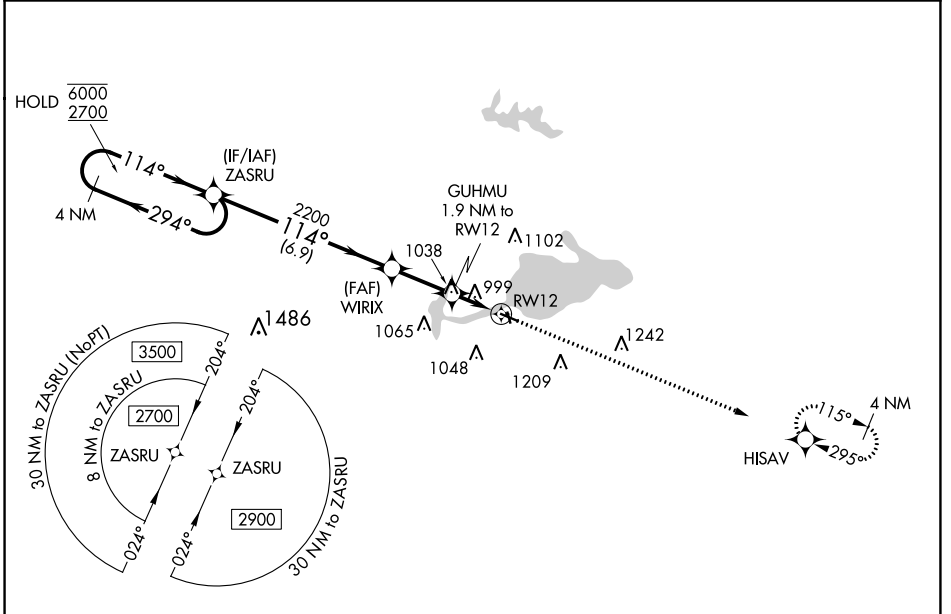 HOLD
6000
2700
114°
294°
4 NM
(IF/IAF)
ZASRU
2200
114°
(6.9)
(FAF)
WIRIX
GUHMU
1.9 NM to
RW12
1038
1102
999
RW12
1065
1048
1209
1242
1486
HISAV
115°
295°
4 NM
30 NM to ZASRU (NoPT)
3500
204°
8 NM to ZASRU
2700
ZASRU
024°
204°
ZASRU
2900
024°
30 NM to ZASRU